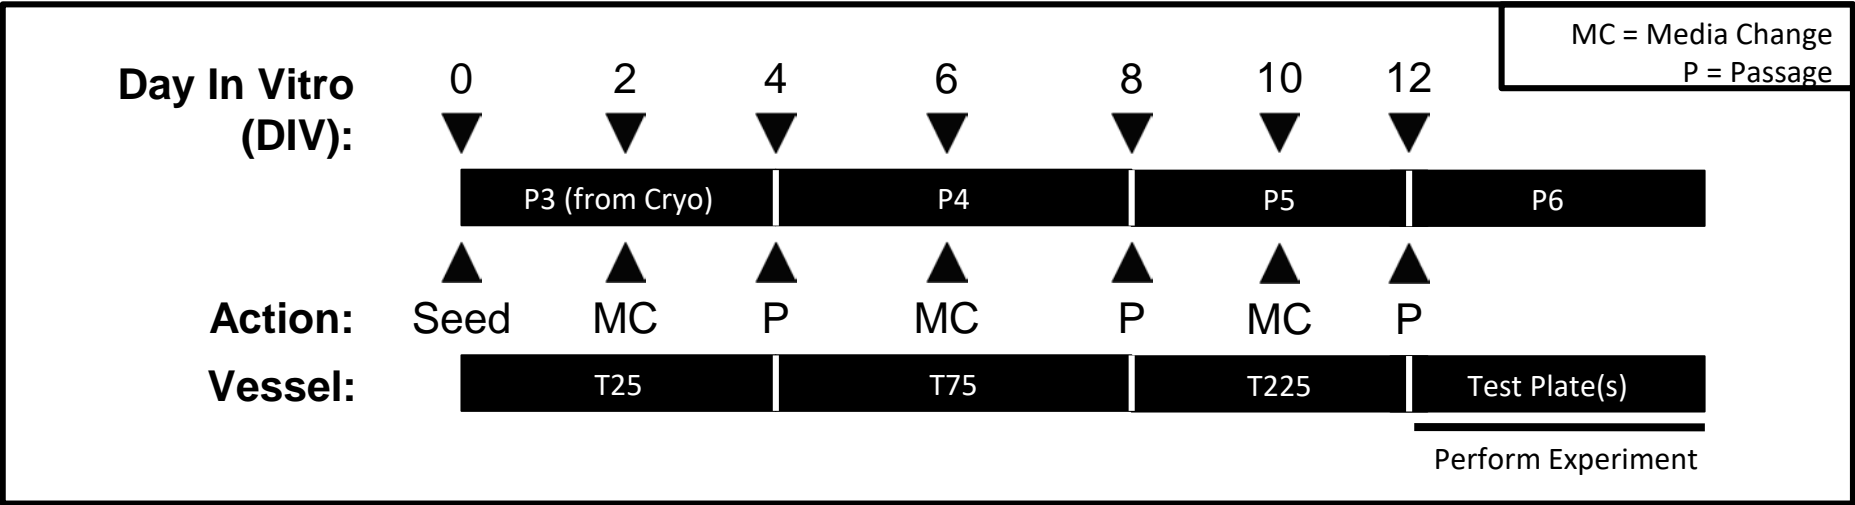 MC = Media Change
P = Passage
Day In Vitro 0 2 4 6 8 10 12
(DIV):
P3 (from Cryo) P4 P5 P6
Action: Seed MC P MC P MC P
Vessel: T25 T75 T225 Test Plate(s)
Perform Experiment